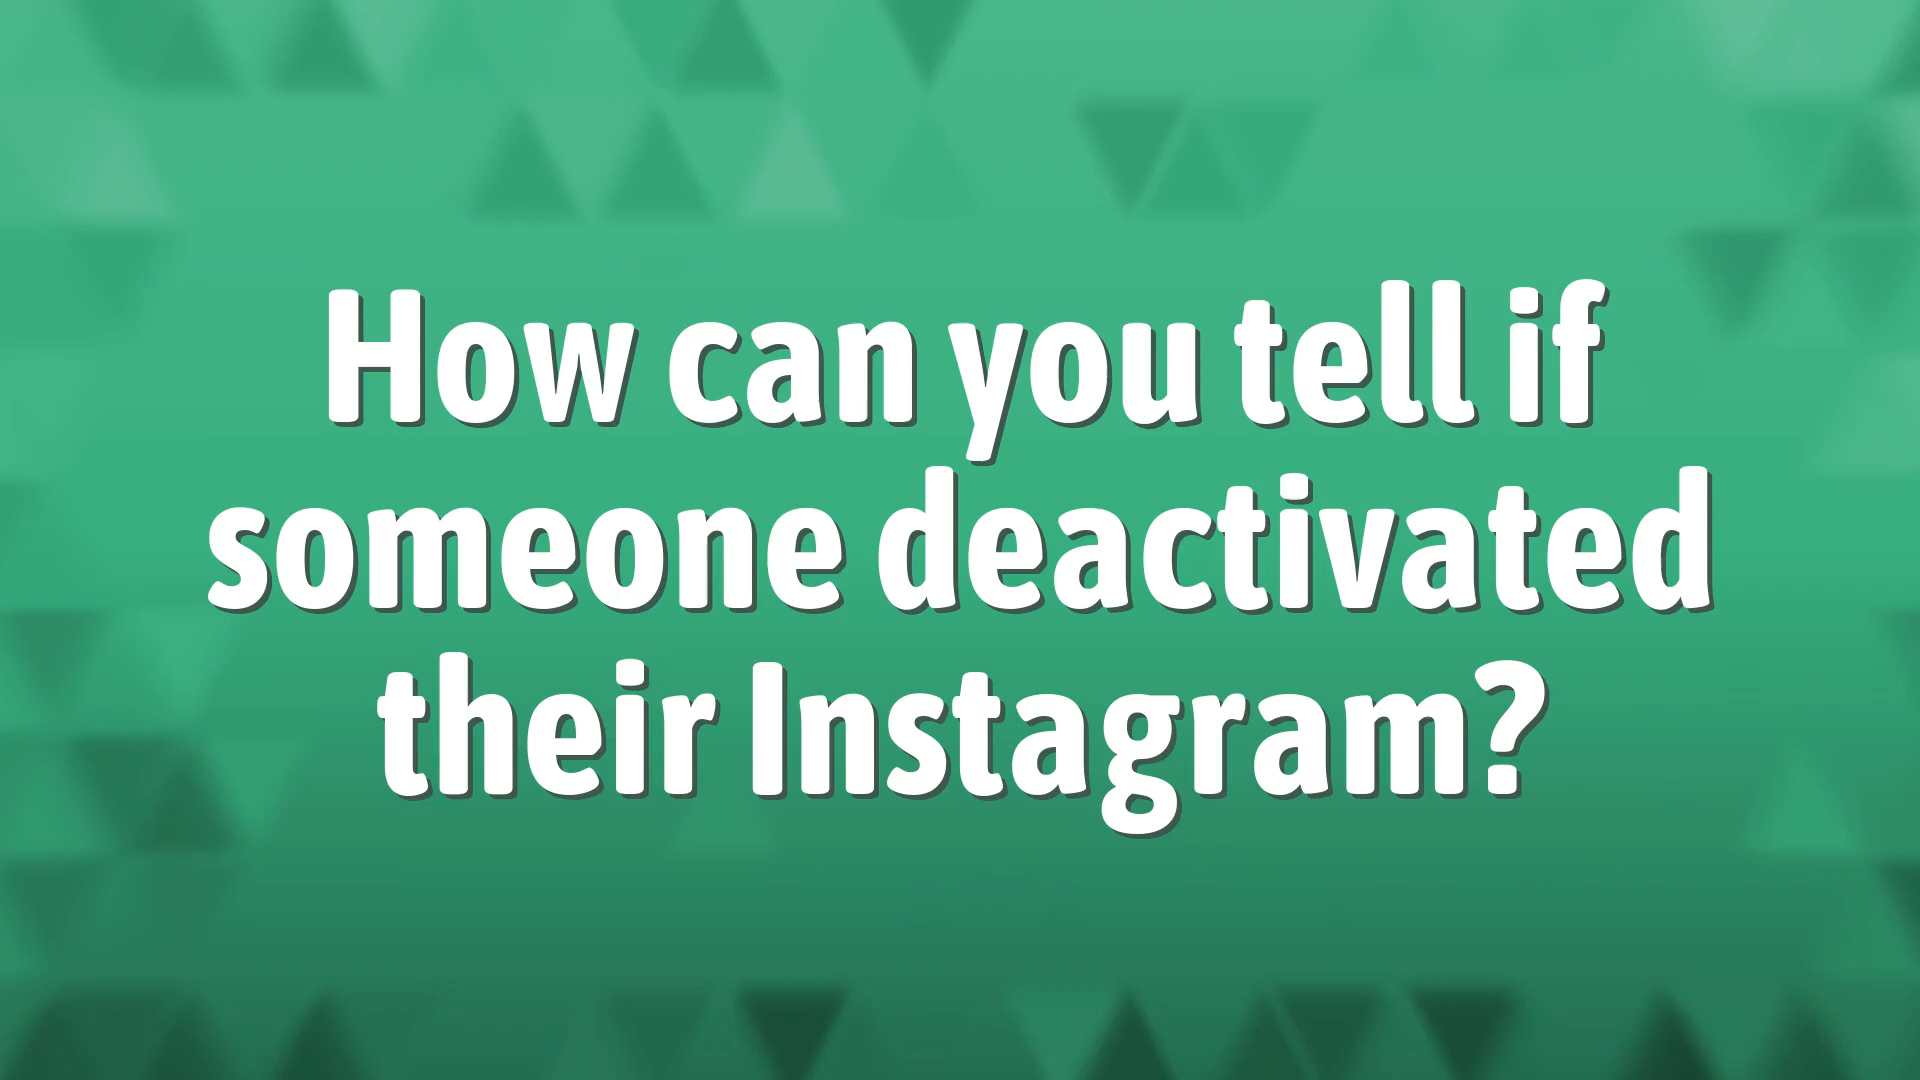 How can you tell if
someone deactivated
their Instagram?